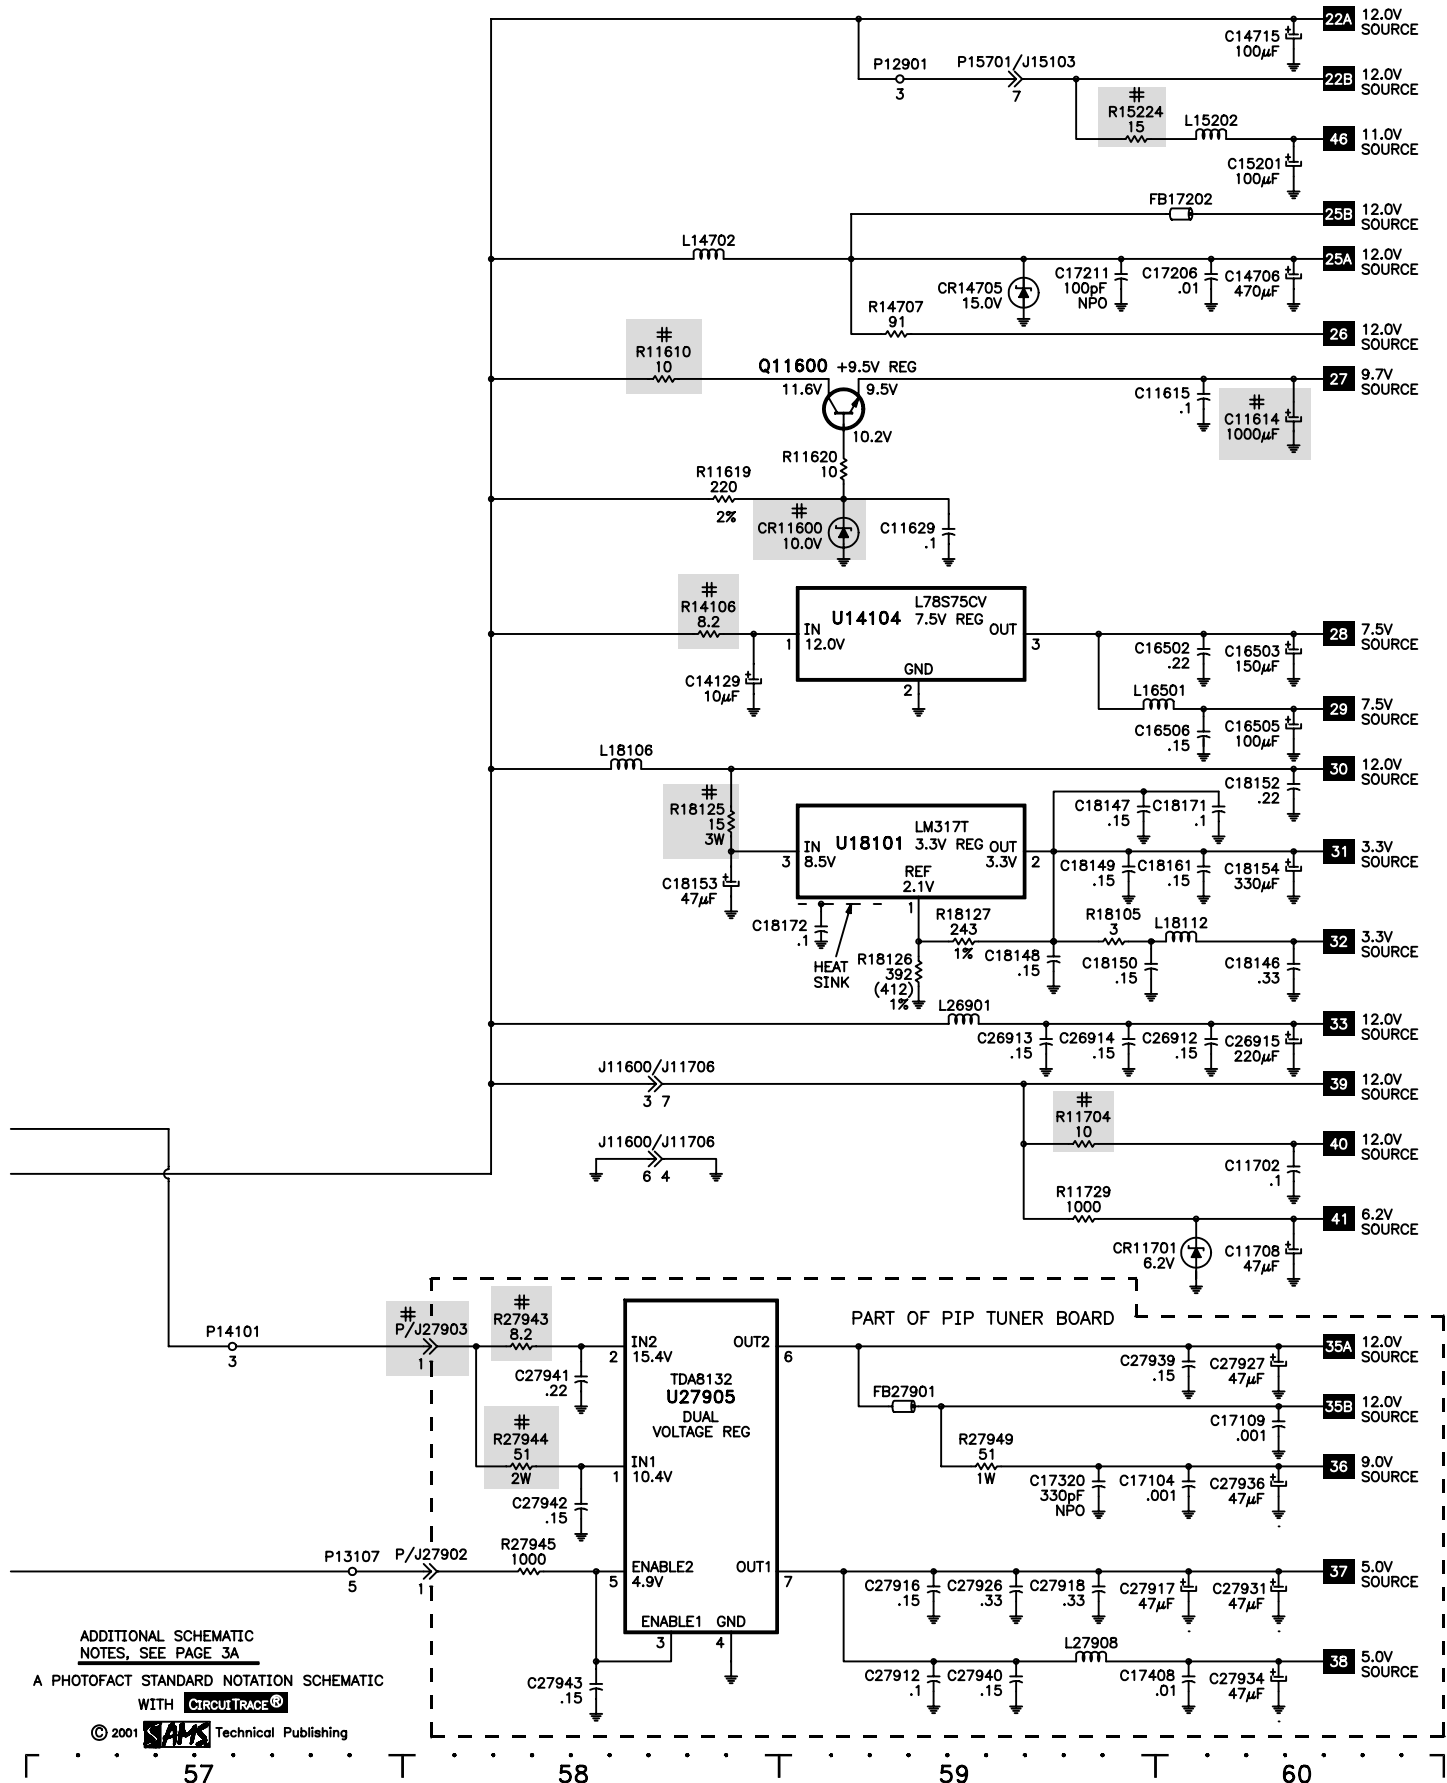 22A 12.0V
SOURCE
C14715
100µF
P12901
3
P15701/J15103
7
22B 12.0V
SOURCE
#
R15224
15
L15202
46 11.0V
SOURCE
C15201
100µF
FB17202
25B 12.0V
SOURCE
L14702
25A 12.0V
SOURCE
CR14705
15.0V
C17211
100pF
NPO
C17206
.01
C14706
470µF
R14707
91
26 12.0V
SOURCE
#
R11610
10
Q11600 +9.5V REG
11.6V
9.5V
10.2V
27 9.7V
SOURCE
C11615
.1
#
C11614
1000µF
R11620
10
R11619
220
2%
#
CR11600
10.0V
C11629
.1
#
R14106
8.2
U14104
L78S75CV
7.5V REG
IN
12.0V
OUT
GND
1
2
3
C14129
10µF
28 7.5V
SOURCE
C16502
.22
C16503
150µF
L16501
29 7.5V
SOURCE
C16506
.15
C16505
100µF
L18106
30 12.0V
SOURCE
C18152
.22
#
R18125
15
3W
U18101
LM317T
3.3V REG
IN
8.5V
OUT
3.3V
REF
2.1V
3
2
1
C18147
.15
C18171
.1
31 3.3V
SOURCE
C18153
47µF
C18149
.15
C18161
.15
C18154
330µF
C18172
.1
HEAT
SINK
R18127
243
1%
R18126
392
(412)
1%
C18148
.15
R18105
3
L18112
C18150
.15
32 3.3V
SOURCE
C18146
.33
L26901
33 12.0V
SOURCE
C26913
.15
C26914
.15
C26912
.15
C26915
220µF
J11600/J11706
3 7
39 12.0V
SOURCE
#
R11704
10
40 12.0V
SOURCE
C11702
.1
J11600/J11706
6 4
R11729
1000
41 6.2V
SOURCE
CR11701
6.2V
C11708
47µF
PART OF PIP TUNER BOARD
P14101
3
#
P/J27903
1
#
R27943
8.2
C27941
.22
#
R27944
51
2W
C27942
.15
P13107
5
P/J27902
1
R27945
1000
C27943
.15
IN2
15.4V
2
OUT2
6
TDA8132
U27905
DUAL
VOLTAGE REG
IN1
10.4V
1
ENABLE2
4.9V
5
OUT1
7
ENABLE1
3
GND
4
35A 12.0V
SOURCE
C27939
.15
C27927
47µF
FB27901
35B 12.0V
SOURCE
C17109
.001
R27949
51
1W
36 9.0V
SOURCE
C17320
330pF
NPO
C17104
.001
C27936
47µF
37 5.0V
SOURCE
C27916
.15
C27926
.33
C27918
.33
C27917
47µF
C27931
47µF
L27908
38 5.0V
SOURCE
C27912
.1
C27940
.15
C17408
.01
C27934
47µF
ADDITIONAL SCHEMATIC
NOTES, SEE PAGE 3A
A PHOTOFACT STANDARD NOTATION SCHEMATIC
WITH CIRCUITRACE®
© 2001 SAMS Technical Publishing
57 58 59 60